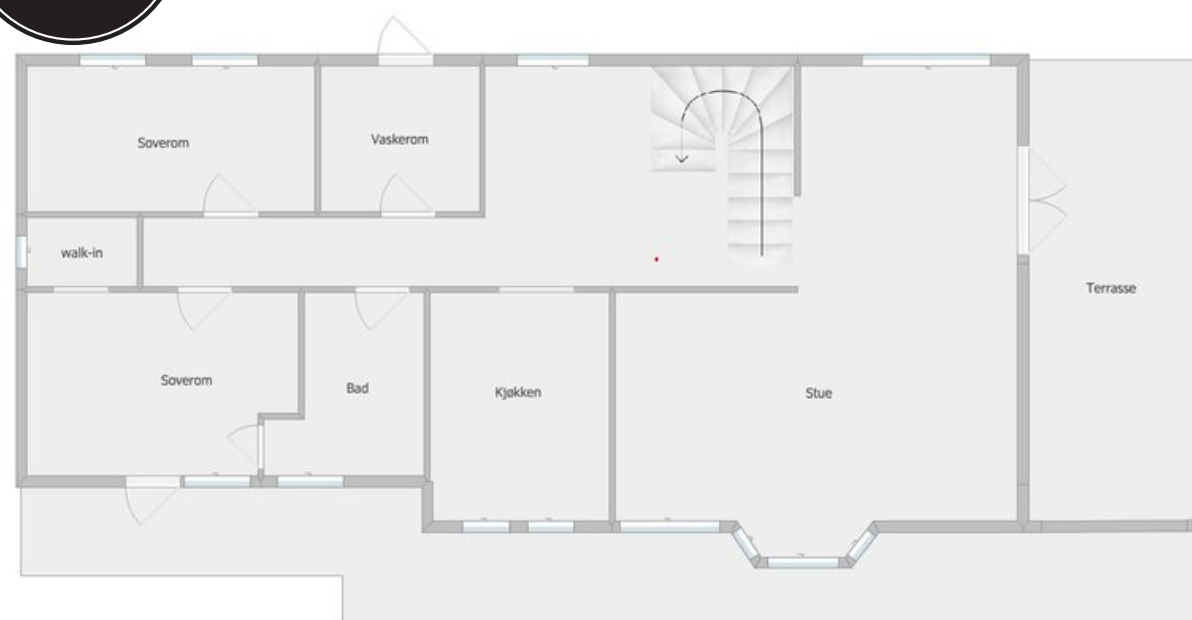 Soverom
Vaskerom
walk-in
Terrasse
Soverom
Bad
Kjøkken
Stue